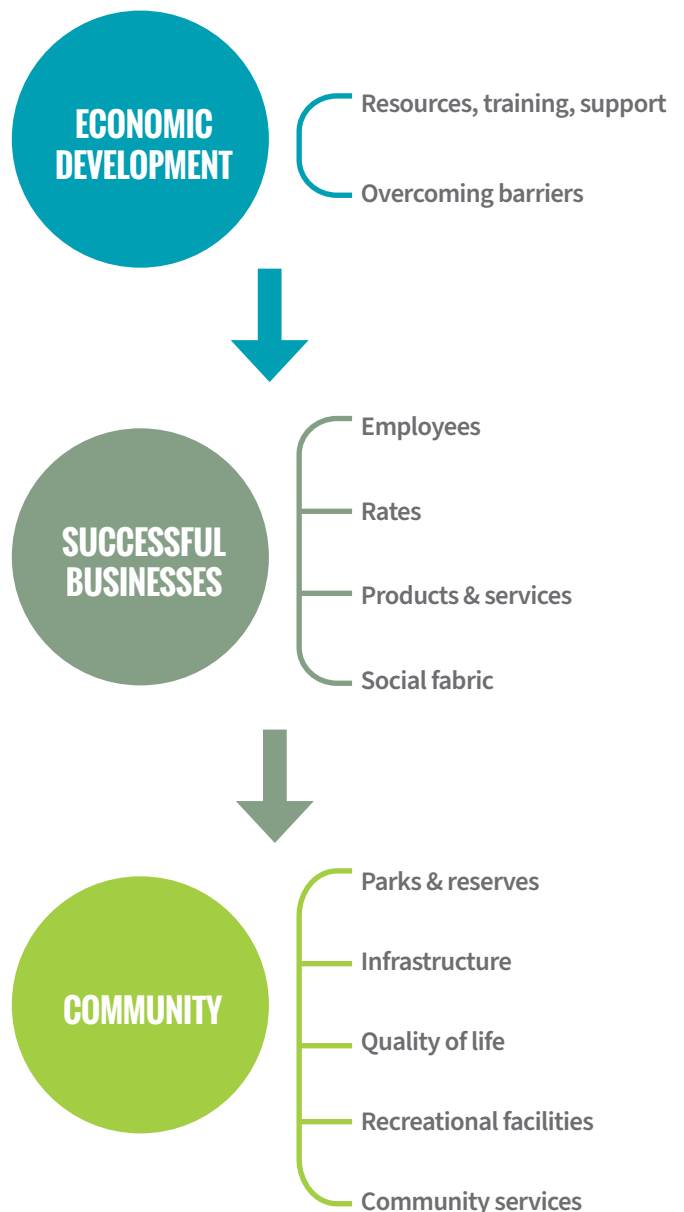 ECONOMIC
DEVELOPMENT
Resources, training, support
Overcoming barriers
SUCCESSFUL
BUSINESSES
Employees
Rates
Products & services
Social fabric
COMMUNITY
Parks & reserves
Infrastructure
Quality of life
Recreational facilities
Community services